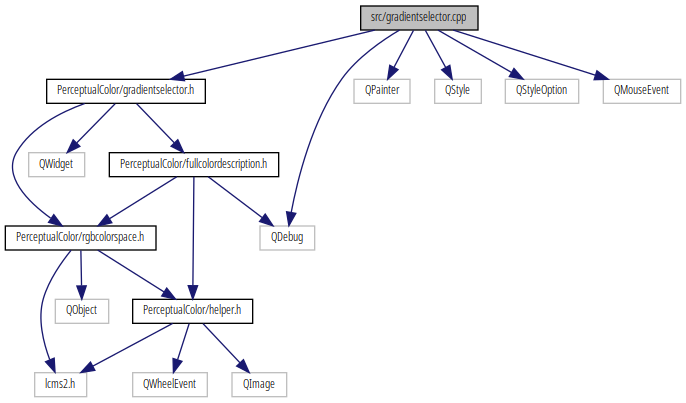 src/gradientselector.cpp
PerceptualColor/gradientselector.h
QPainter
QStyle
QStyleOption
QMouseEvent
QWidget
PerceptualColor/fullcolordescription.h
PerceptualColor/rgbcolorspace.h
QDebug
QObject
PerceptualColor/helper.h
lcms2.h
QWheelEvent
QImage